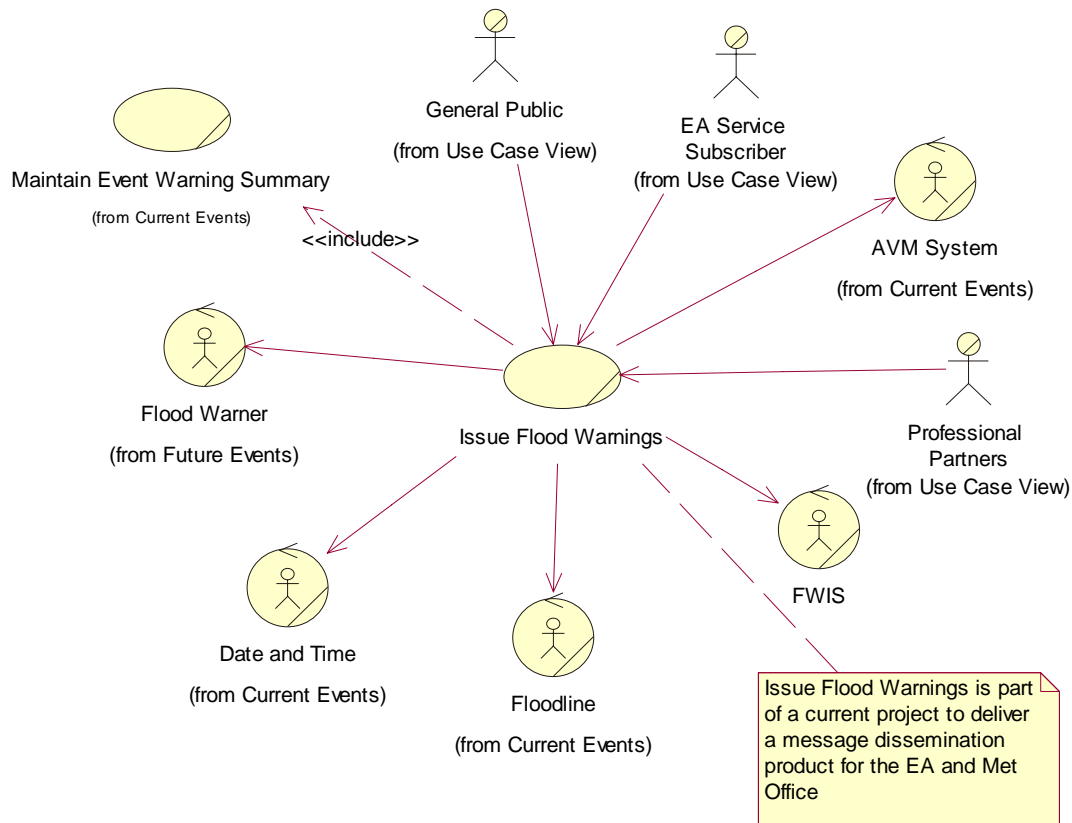 General Public
(from Use Case View)
EA Service
Subscriber
(from Use Case View)
Maintain Event Warning Summary
(from Current Events)
<<include>>
AVM System
(from Current Events)
Flood Warner
(from Future Events)
Issue Flood Warnings
Professional
Partners
(from Use Case View)
FWIS
Date and Time
(from Current Events)
Floodline
(from Current Events)
Issue Flood Warnings is part
of a current project to deliver
a message dissemination
product for the EA and Met
Office